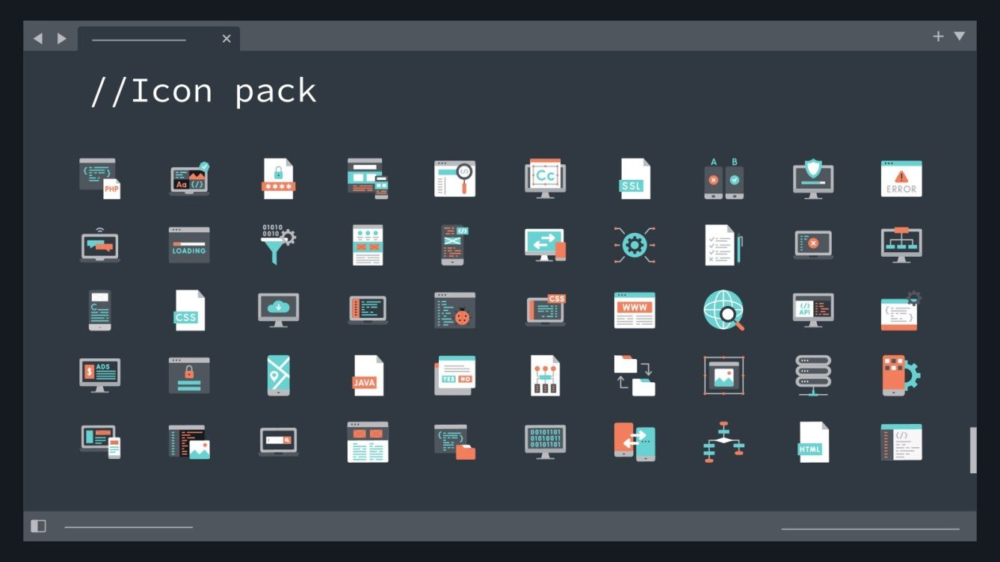 //Icon pack
PHP
Aa </>
****
</>
Cc
SSL
A B
ERROR
LOADING
01010
0010
</>
C
CSS
CSS
WWW
</>
API
$ ADS
JAVA
YES NO
00101101
01010011
00101101
HTML
</>